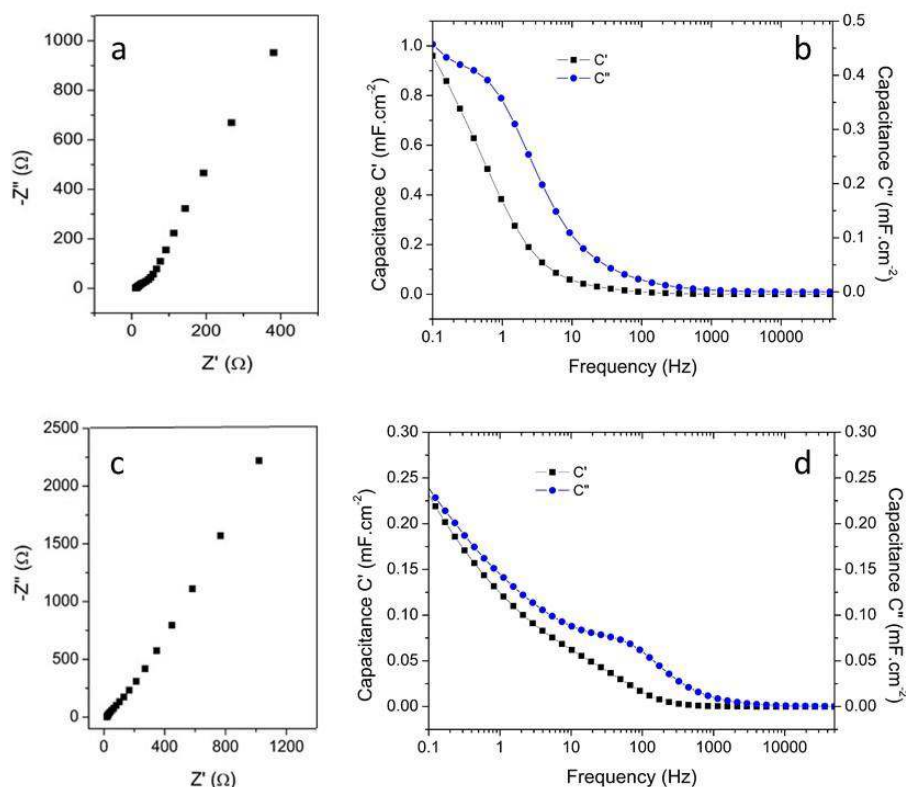 a
1000
800
600
400
200
0
-Z" (Ω)
0 200 400
Z' (Ω)
b
C'
C"
1.0
0.8
0.6
0.4
0.2
0.0
Capacitance C' (mF.cm-2)
0.5
0.4
0.3
0.2
0.1
0.0
Capacitance C" (mF.cm-2)
0.1 1 10 100 1000 10000
Frequency (Hz)
c
2500
2000
1500
1000
500
0
-Z" (Ω)
0 400 800 1200
Z' (Ω)
d
C'
C"
0.30
0.25
0.20
0.15
0.10
0.05
0.00
Capacitance C' (mF.cm-2)
0.30
0.25
0.20
0.15
0.10
0.05
0.00
Capacitance C" (mF.cm-2)
0.1 1 10 100 1000 10000
Frequency (Hz)